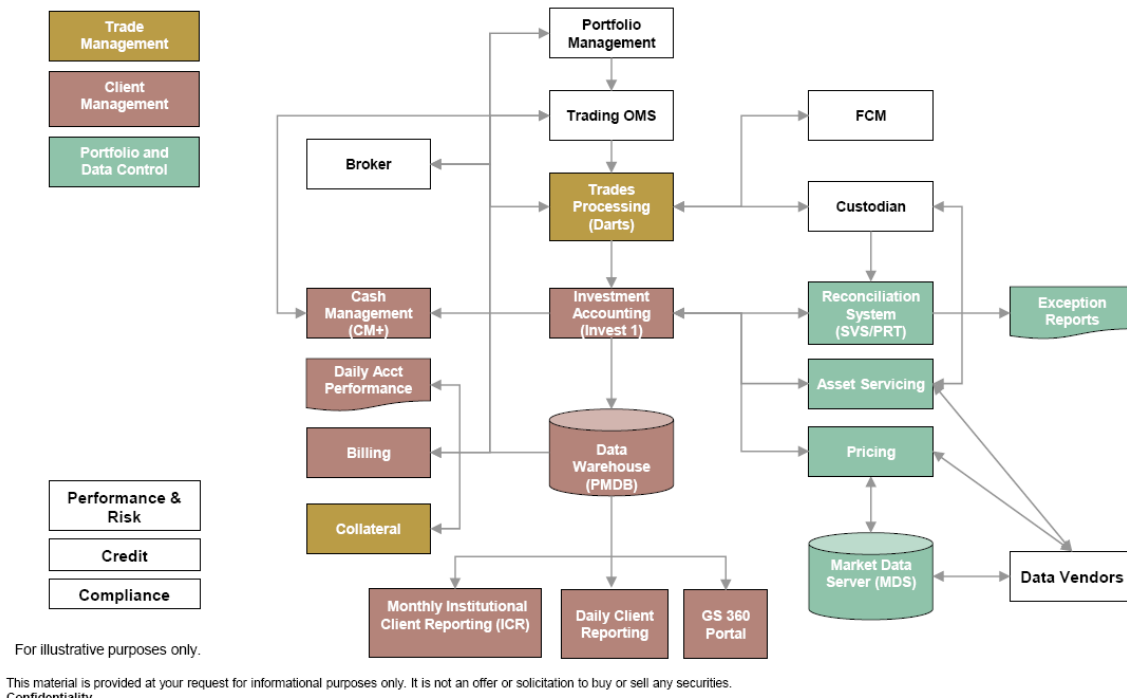 Trade
Management
Client
Management
Portfolio and
Data Control
Portfolio
Management
Trading OMS
FCM
Broker
Trades
Processing
(Darts)
Custodian
Cash
Management
(CM+)
Investment
Accounting
(Invest 1)
Reconciliation
System
(SVS/PRT)
Exception
Reports
Daily Acct
Performance
Asset Servicing
Billing
Data
Warehouse
(PMDB)
Pricing
Performance &
Risk
Collateral
Credit
Market Data
Server (MDS)
Data Vendors
Compliance
Monthly Institutional
Client Reporting (ICR)
Daily Client
Reporting
GS 360
Portal
For illustrative purposes only.
This material is provided at your request for informational purposes only. It is not an offer or solicitation to buy or sell any securities.
Confidentiality